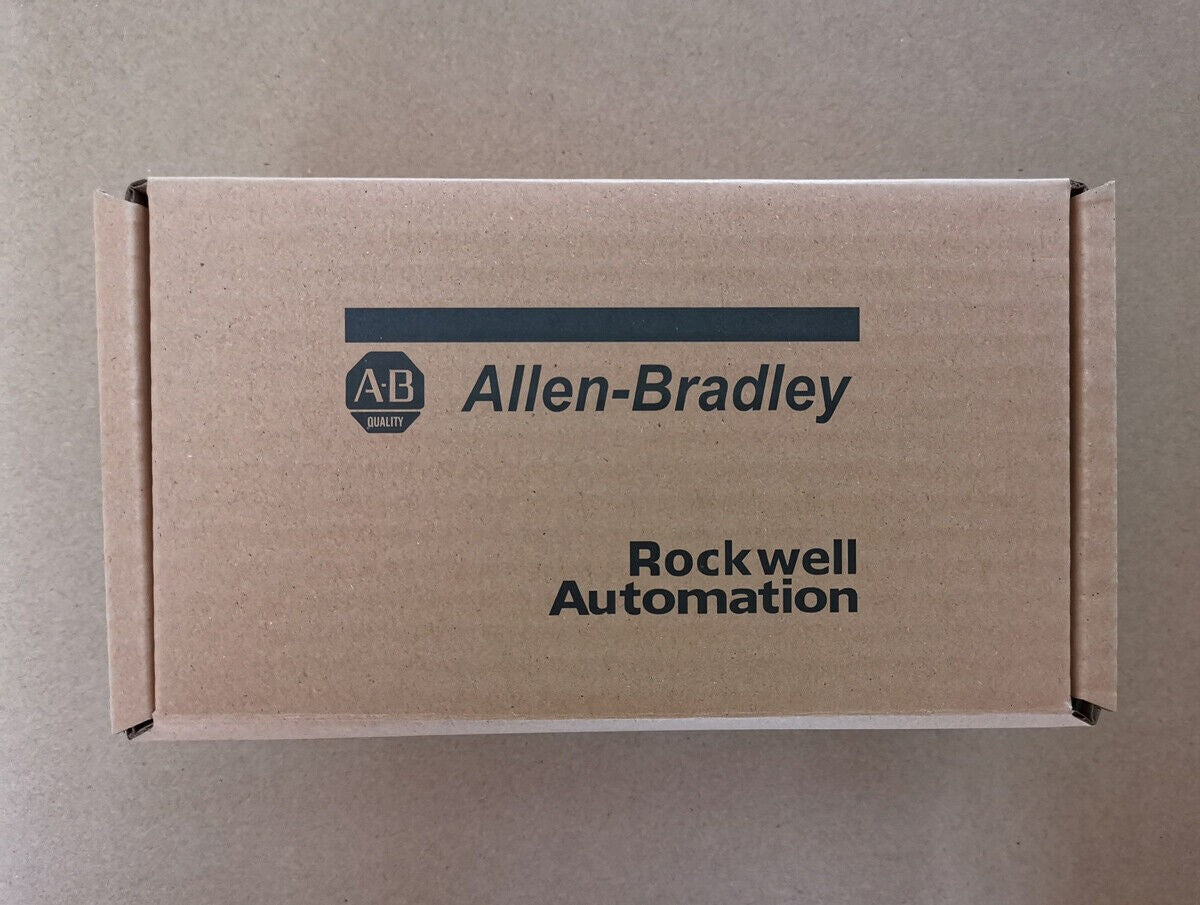 A-B
QUALITY
Allen-Bradley
Rockwell
Automation